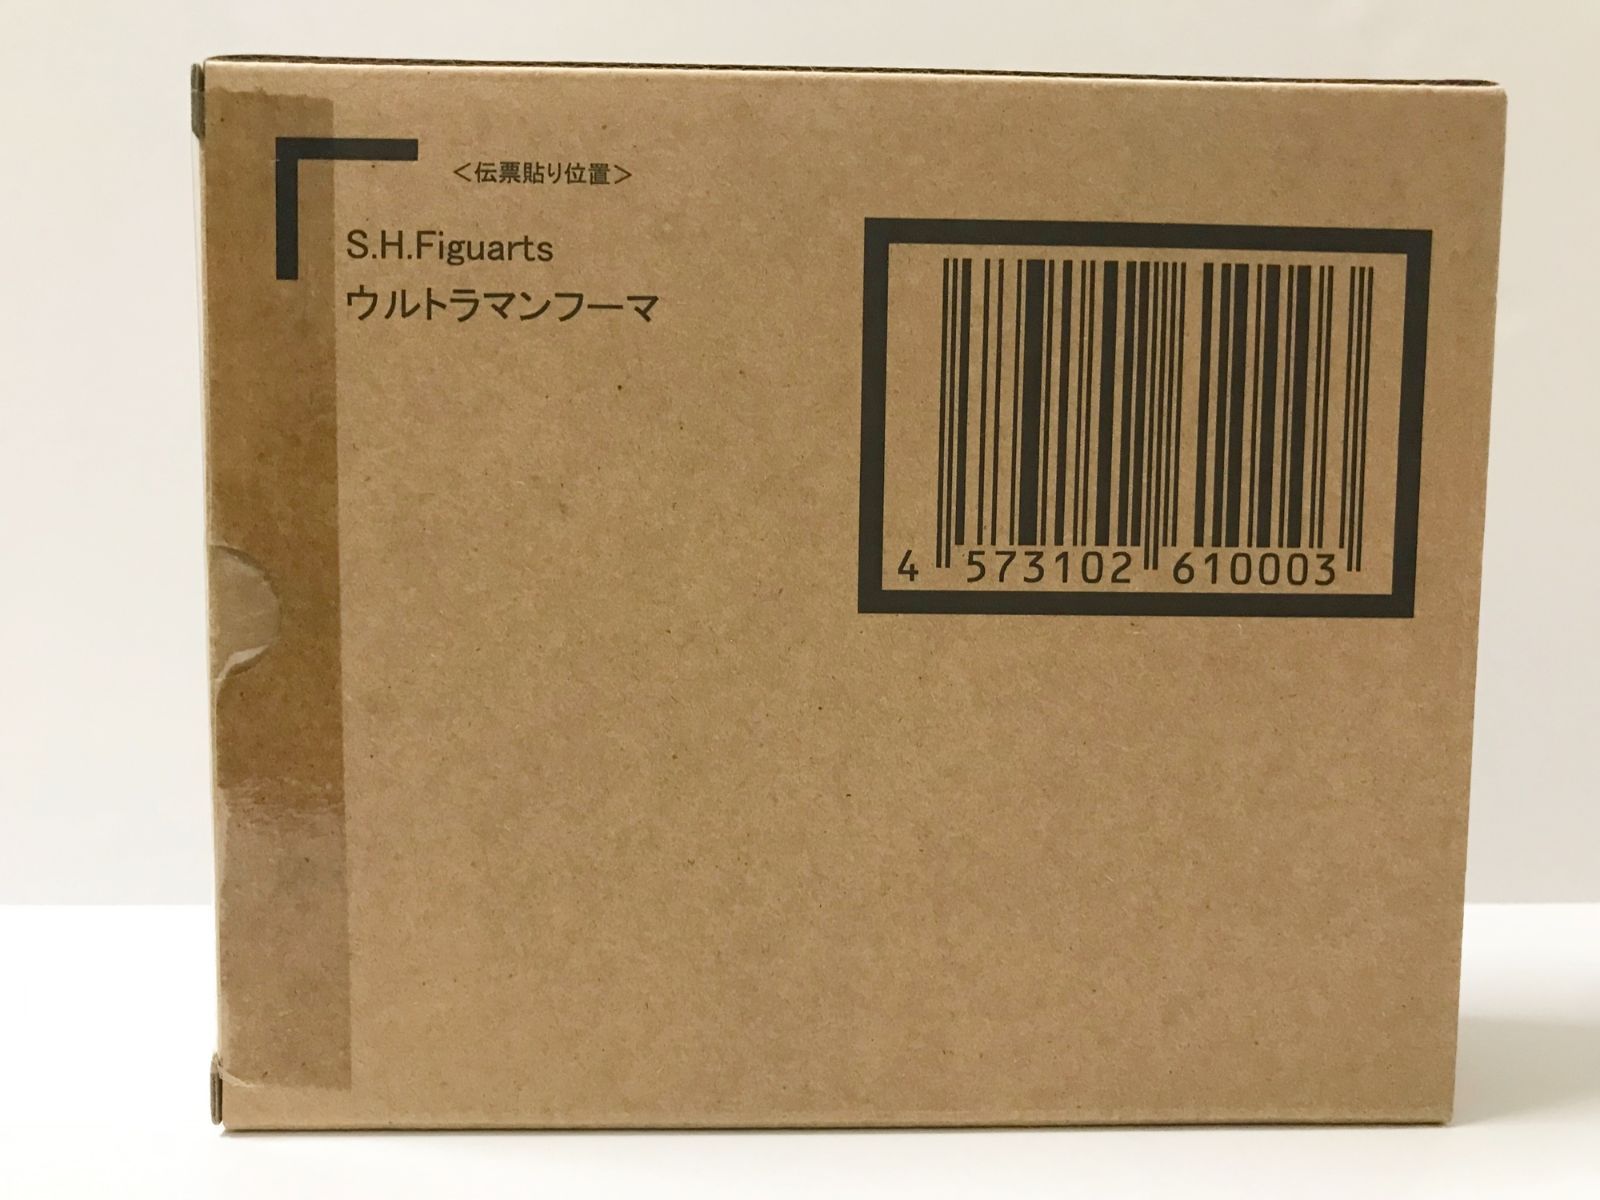 ＜伝票貼り位置＞
S.H.Figuarts
ウルトラマンフーマ
4 573102 610003